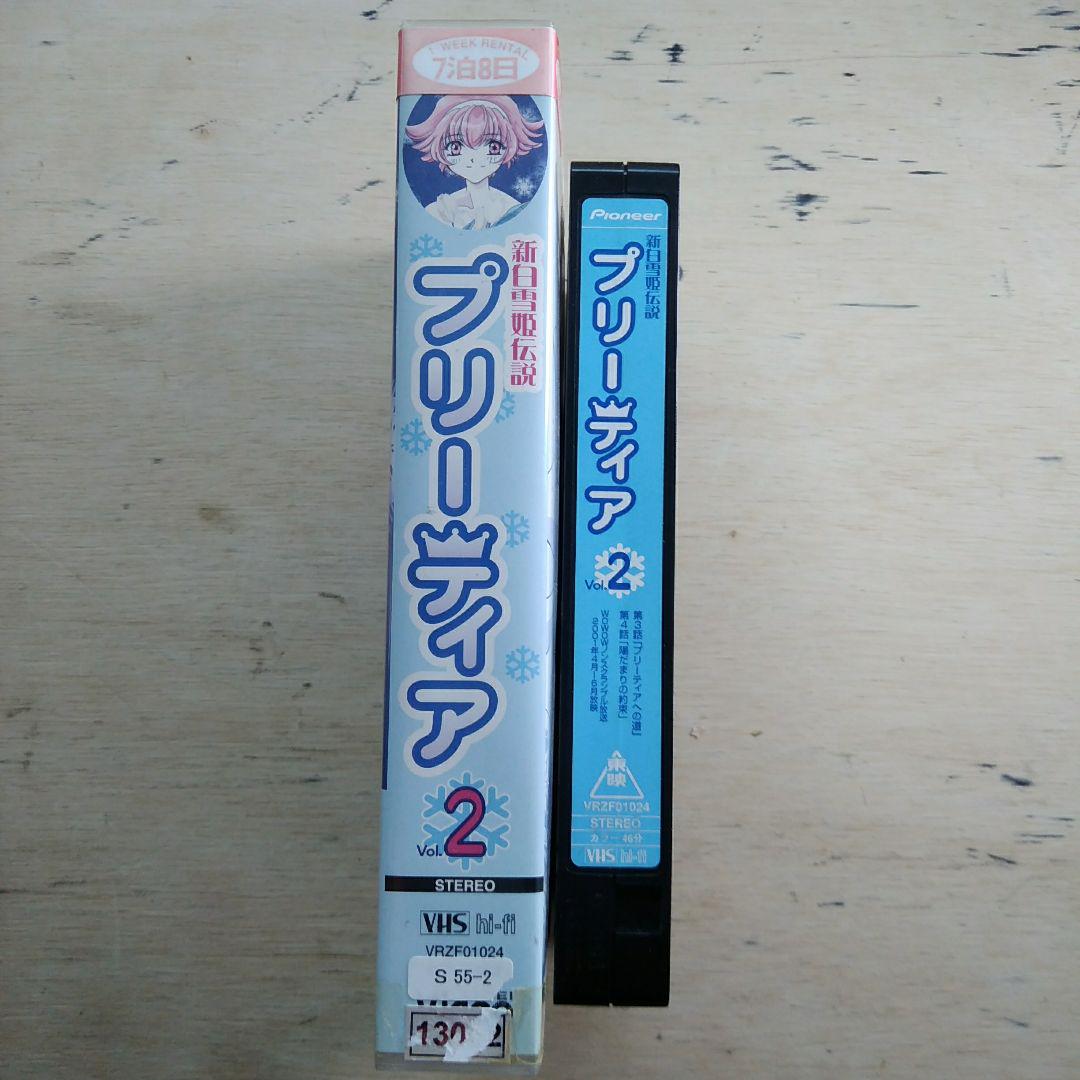 1 WEEK RENTAL
7泊8日
新白雪姫伝説
プリーティア
Vol.2
STEREO
VHS hi-fi
VRZF01024
S 55-2
Pioneer
新白雪姫伝説
プリーティア
Vol.2
第3話「プリーティアへの道」
第4話「陽だまりの約束」
WOWOWノンスクランブル放送
2001年4月-6月放映
東映
VRZF01024
STEREO
カラー 46分
VHS hi-fi